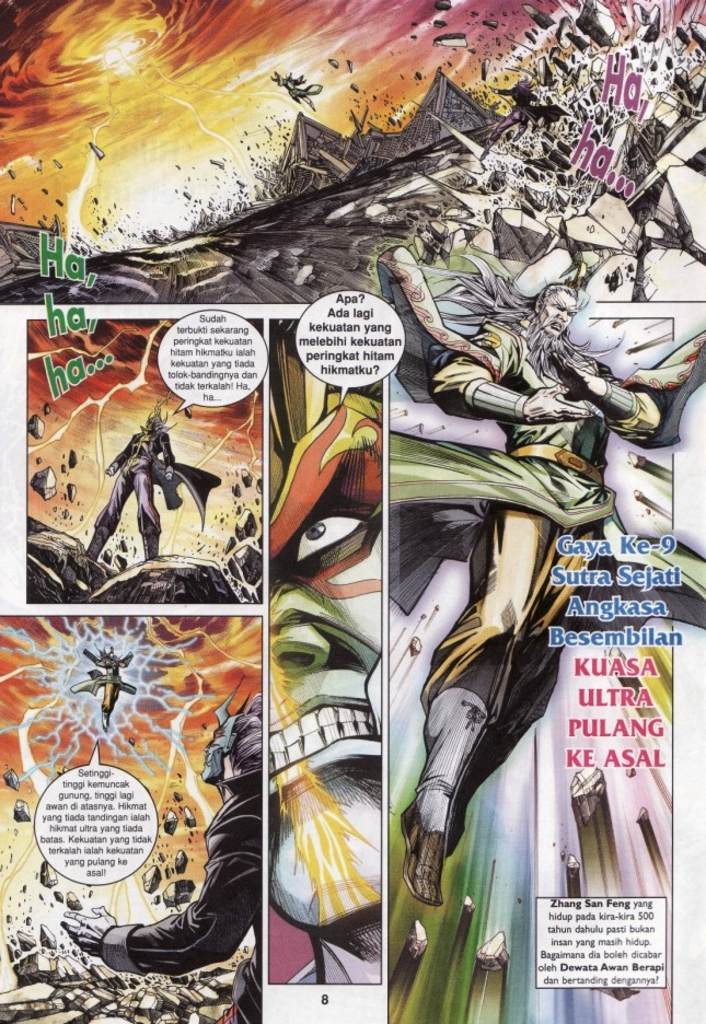 Ha,
ha...
Ha,
ha,
ha...
Sudah
terbukti sekarang
peringkat kekuatan
hitam hikmatku ialah
kekuatan yang tiada
tolok-bandingnya dan
tidak terkalah! Ha,
ha...
Apa?
Ada lagi
kekuatan yang
melebihi kekuatan
peringkat hitam
hikmatku?
Gaya Ke-9
Sutra Sejati
Angkasa
Besembilan
KUASA
ULTRA
PULANG
KE ASAL
Setinggi-
tinggi kemuncak
gunung, tinggi lagi
awan di atasnya. Hikmat
yang tiada tandingan ialah
hikmat ultra yang tiada
batas. Kekuatan yang tidak
terkalah ialah kekuatan
yang pulang ke
asal!
Zhang San Feng yang
hidup pada kira-kira 500
tahun dahulu pasti bukan
insan yang masih hidup.
Bagaimana dia boleh dicabar
oleh Dewata Awan Berapi
dan bertanding dengannya?
8